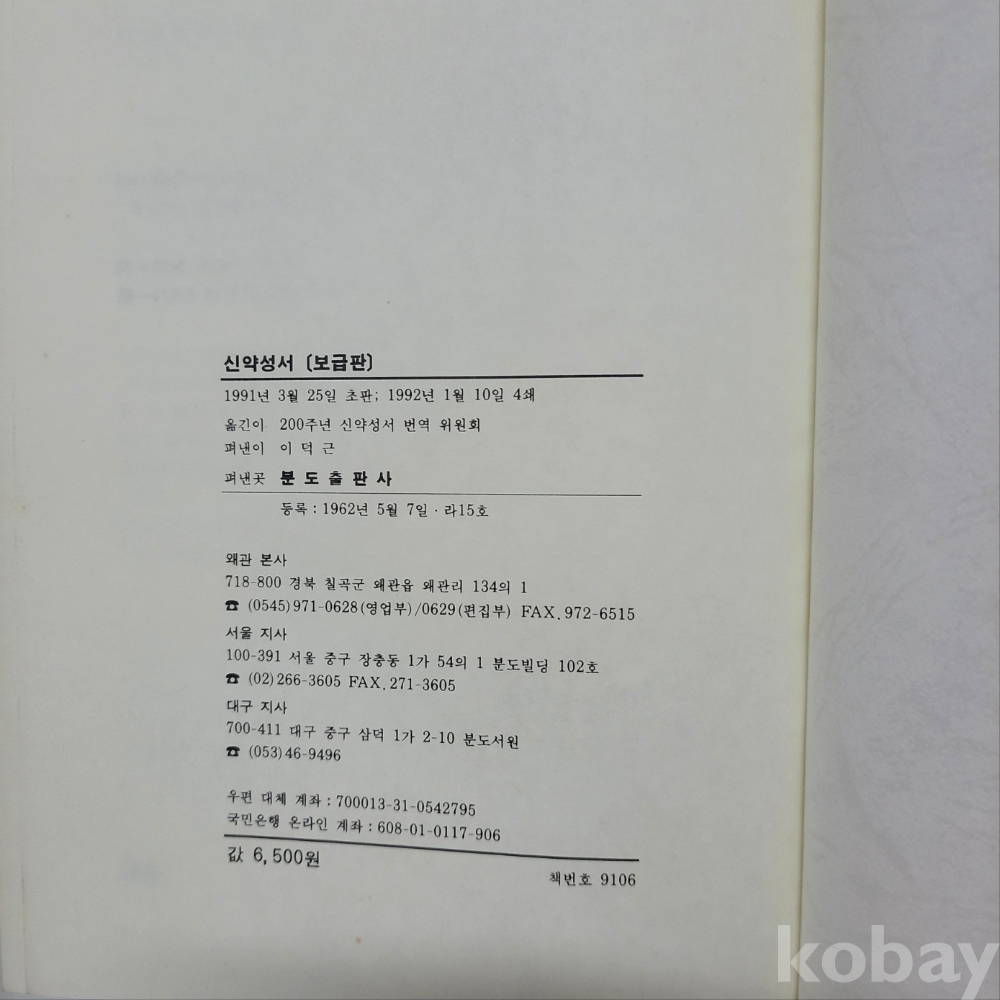 신약성서 〔보급판〕
1991년 3월 25일 초판; 1992년 1월 10일 4쇄
옮긴이 200주년 신약성서 번역 위원회
펴낸이 이 덕 근
펴낸곳 분 도 출 판 사
등록 : 1962년 5월 7일 · 라15호
왜관 본사
718-800 경북 칠곡군 왜관읍 왜관리 134의 1
☎ (0545)971-0628(영업부)/0629(편집부) FAX. 972-6515
서울 지사
100-391 서울 중구 장충동 1가 54의 1 분도빌딩 102호
☎ (02)266-3605 FAX. 271-3605
대구 지사
700-411 대구 중구 삼덕 1가 2-10 분도서원
☎ (053)46-9496
우편 대체 계좌 : 700013-31-0542795
국민은행 온라인 계좌 : 608-01-0117-906
값 6,500원
책번호 9106
kobay